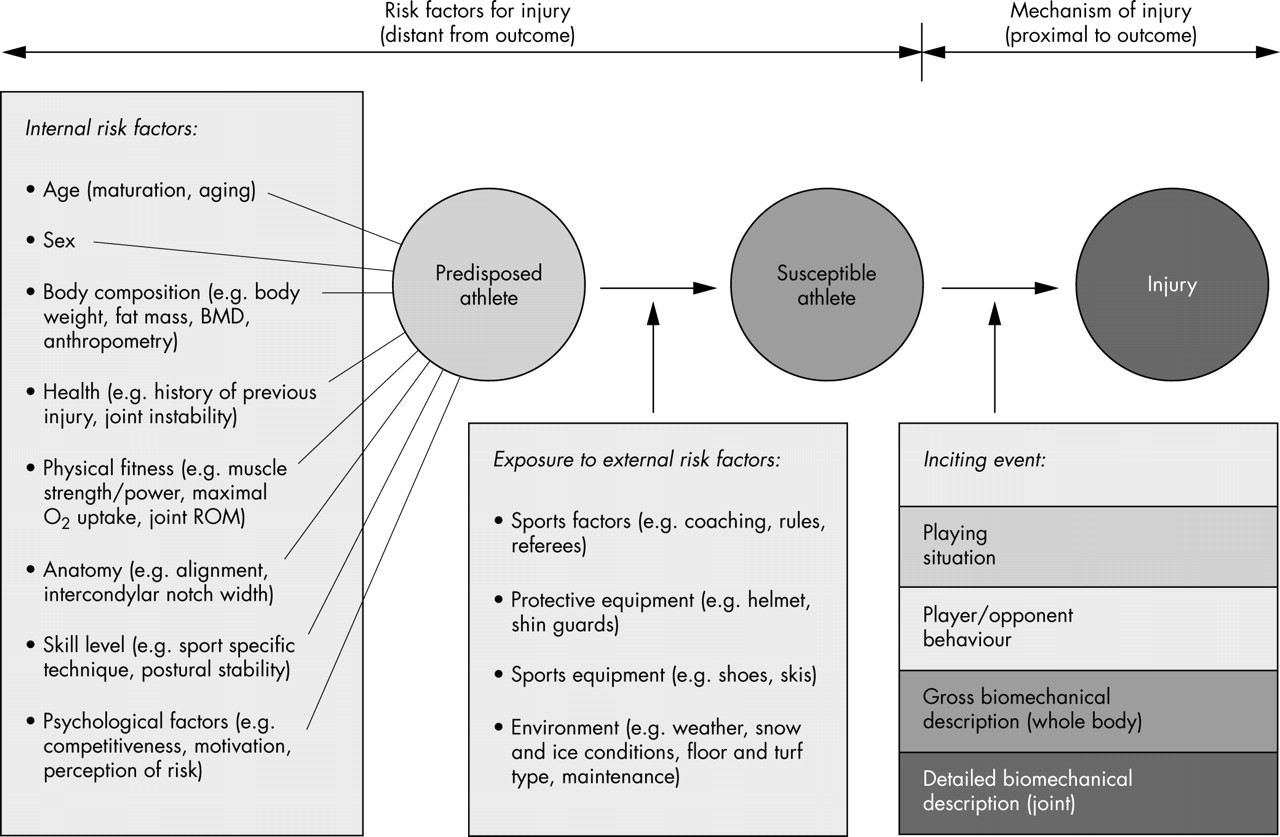 Risk factors for injury
(distant from outcome)
Mechanism of injury
(proximal to outcome)
Internal risk factors:
• Age (maturation, aging)
• Sex
• Body composition (e.g. body
weight, fat mass, BMD,
anthropometry)
• Health (e.g. history of previous
injury, joint instability)
• Physical fitness (e.g. muscle
strength/power, maximal
O₂ uptake, joint ROM)
• Anatomy (e.g. alignment,
intercondylar notch width)
• Skill level (e.g. sport specific
technique, postural stability)
• Psychological factors (e.g.
competitiveness, motivation,
perception of risk)
Predisposed
athlete
Susceptible
athlete
Injury
Exposure to external risk factors:
• Sports factors (e.g. coaching, rules,
referees)
• Protective equipment (e.g. helmet,
shin guards)
• Sports equipment (e.g. shoes, skis)
• Environment (e.g. weather, snow
and ice conditions, floor and turf
type, maintenance)
Inciting event:
Playing
situation
Player/opponent
behaviour
Gross biomechanical
description (whole body)
Detailed biomechanical
description (joint)